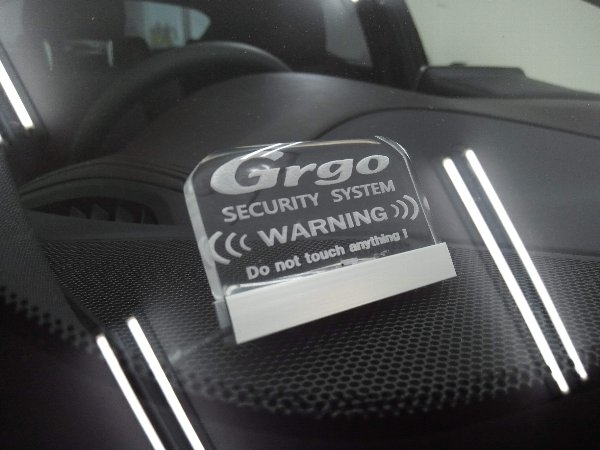 Grgo
SECURITY SYSTEM
WARNING
Do not touch anything!